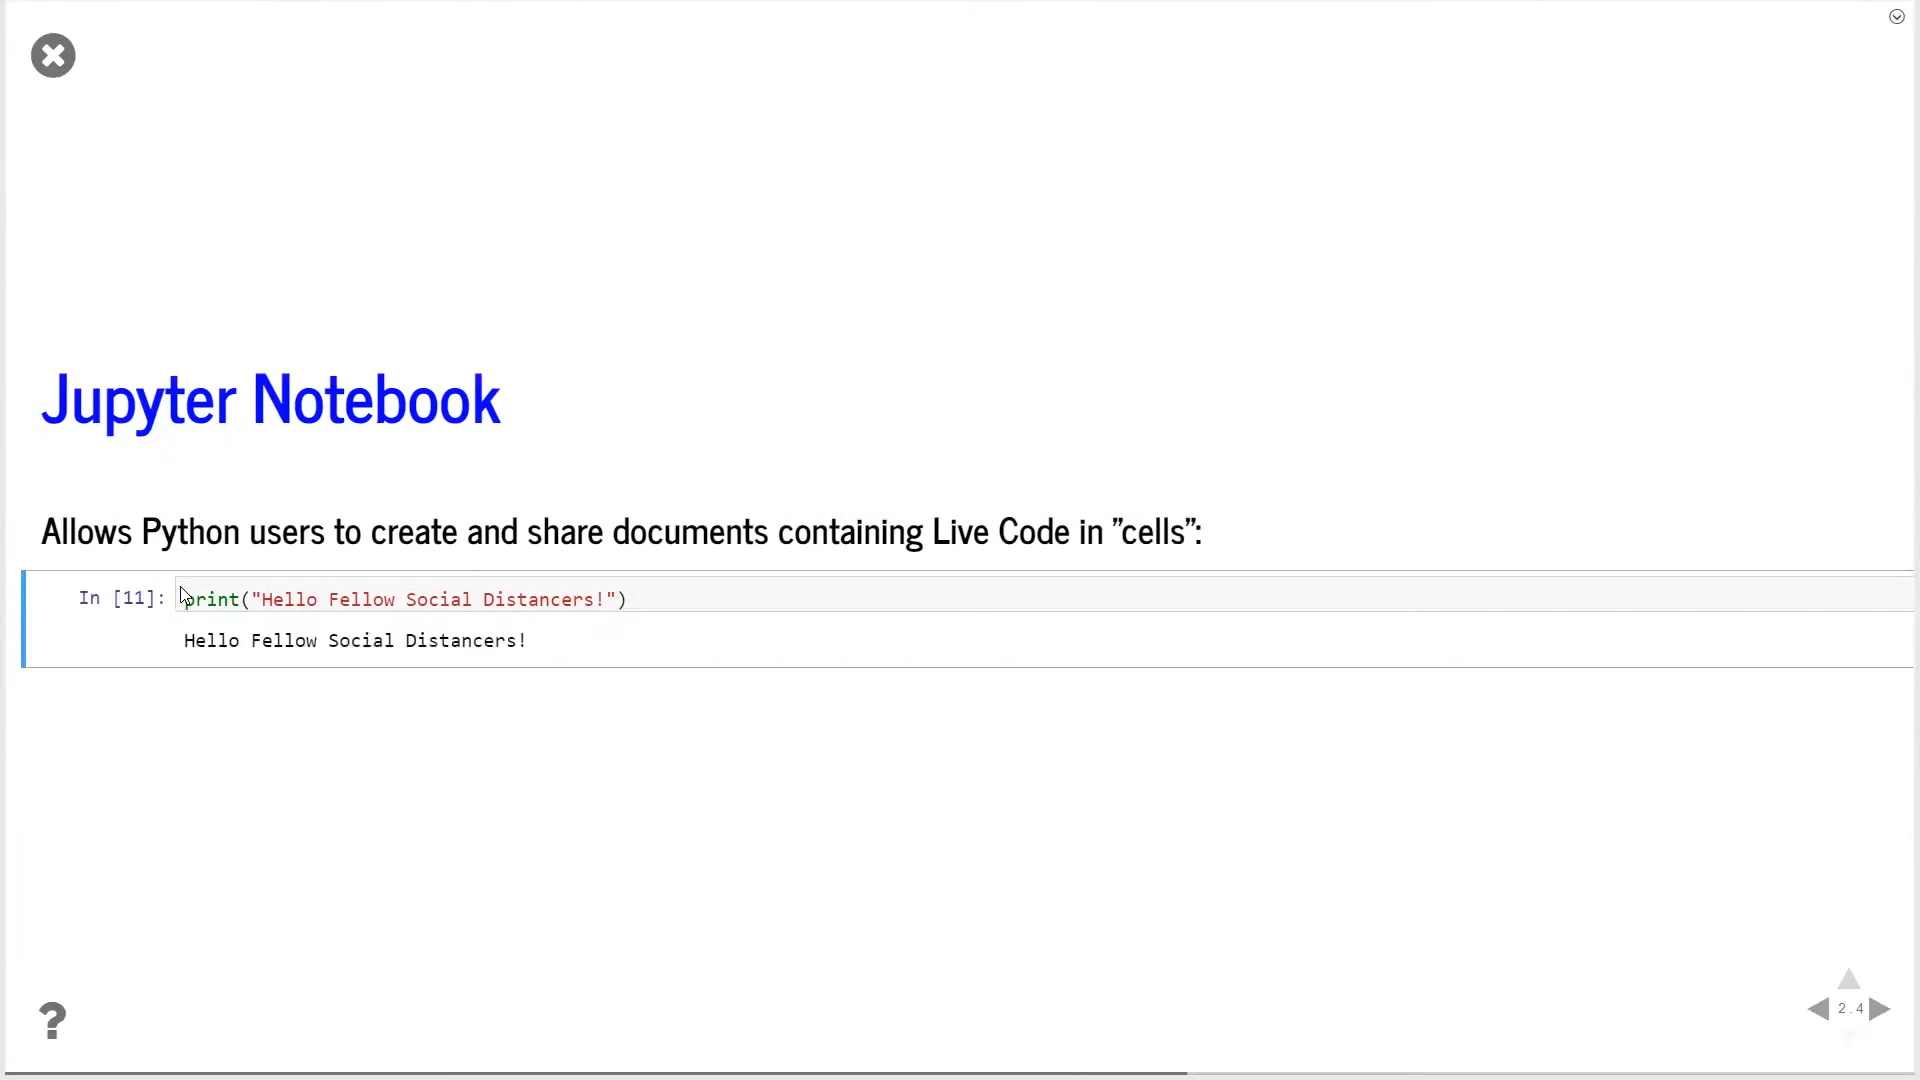 Jupyter Notebook
Allows Python users to create and share documents containing Live Code in "cells":
In [11]: print("Hello Fellow Social Distancers!")
Hello Fellow Social Distancers!
?
2.4